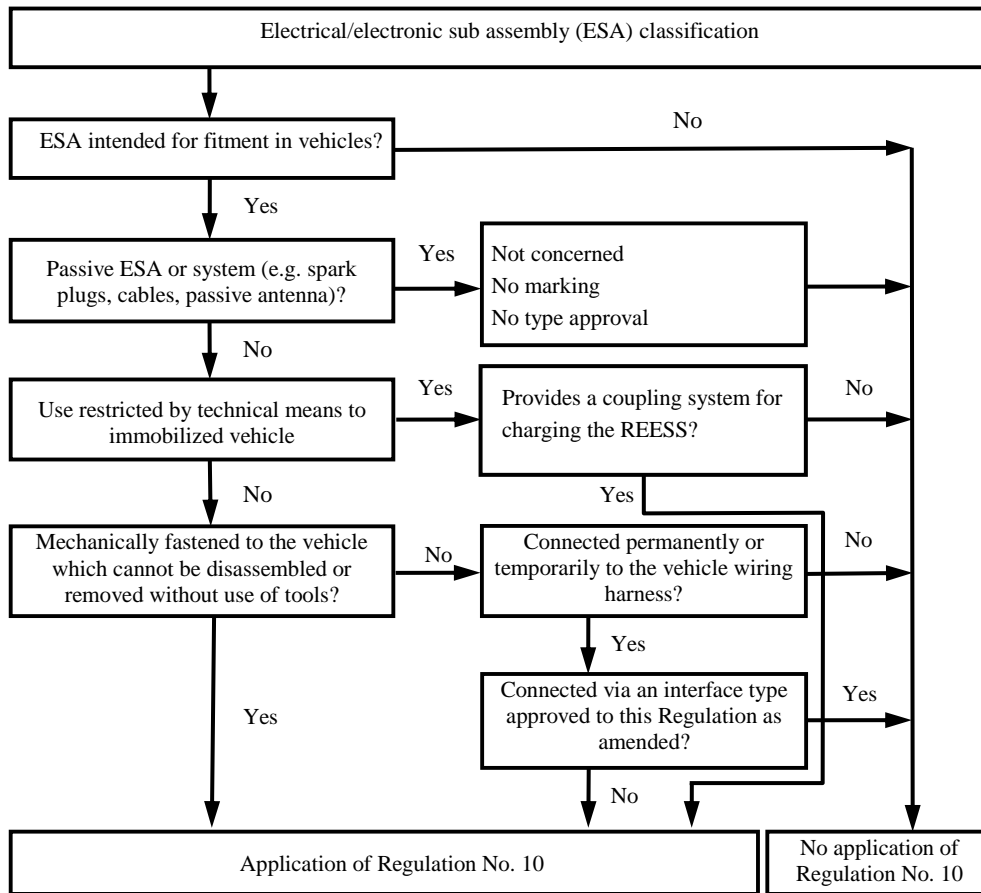 Electrical/electronic sub assembly (ESA) classification
ESA intended for fitment in vehicles?
No
Yes
Passive ESA or system (e.g. spark
plugs, cables, passive antenna)?
Yes
Not concerned
No marking
No type approval
No
Use restricted by technical means to
immobilized vehicle
Yes
Provides a coupling system for
charging the REESS?
No
No
Yes
Mechanically fastened to the vehicle
which cannot be disassembled or
removed without use of tools?
No
Connected permanently or
temporarily to the vehicle wiring
harness?
No
Yes
Yes
Connected via an interface type
approved to this Regulation as
amended?
Yes
No
Application of Regulation No. 10
No application of
Regulation No. 10